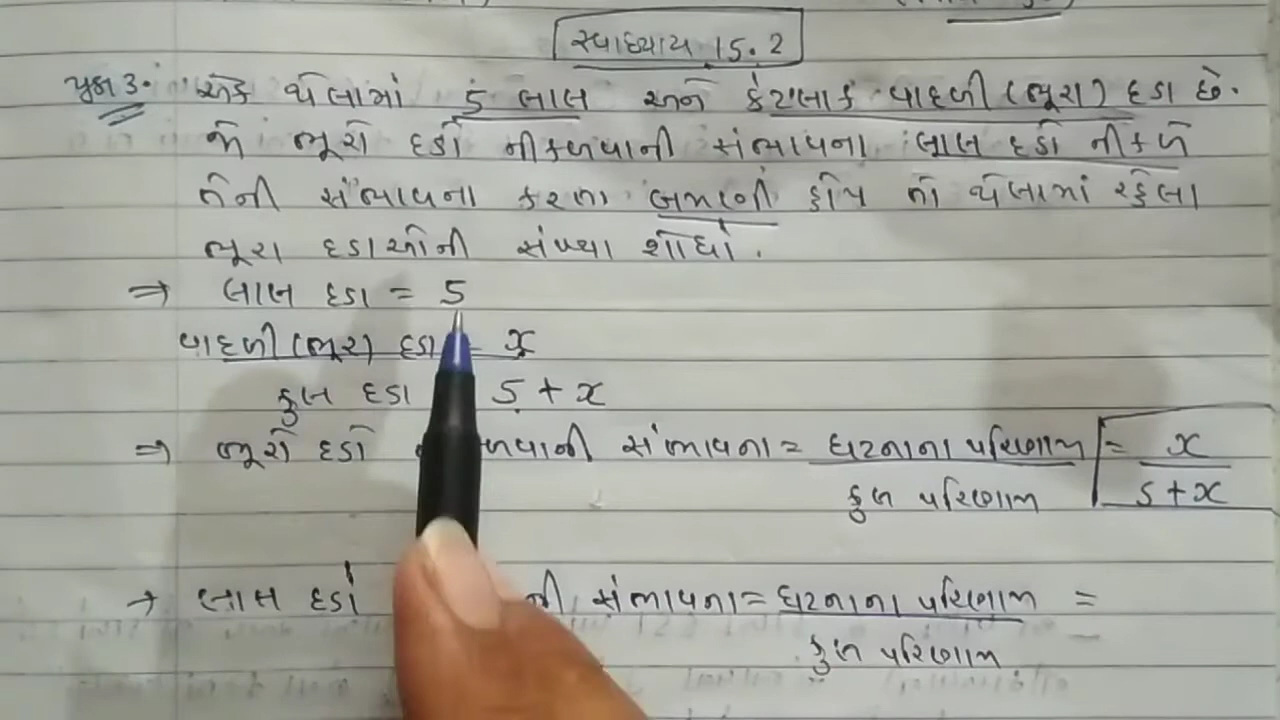 સ્વાધ્યાય 15.2
પ્રશ્ન 3. એક થેલામાં 5 લાલ અને કેટલાક વાદળી (ભૂરા) દડા છે.
જો ભૂરો દડો નીકળવાની સંભાવના લાલ દડો નીકળે
તેની સંભાવના કરતા બમણી હોય તો થેલામાં રહેલા
ભૂરા દડાઓની સંખ્યા શોધો.
⇒ લાલ દડા = 5
વાદળી (ભૂરા) દડા = x
કુલ દડા 5 + x
⇒ ભૂરો દડો સંભાવના = ઘટનાના પરિણામ / કુલ પરિણામ = x / 5 + x
→ લાલ દડો સંભાવના = ઘટનાના પરિણામ / કુલ પરિણામ =